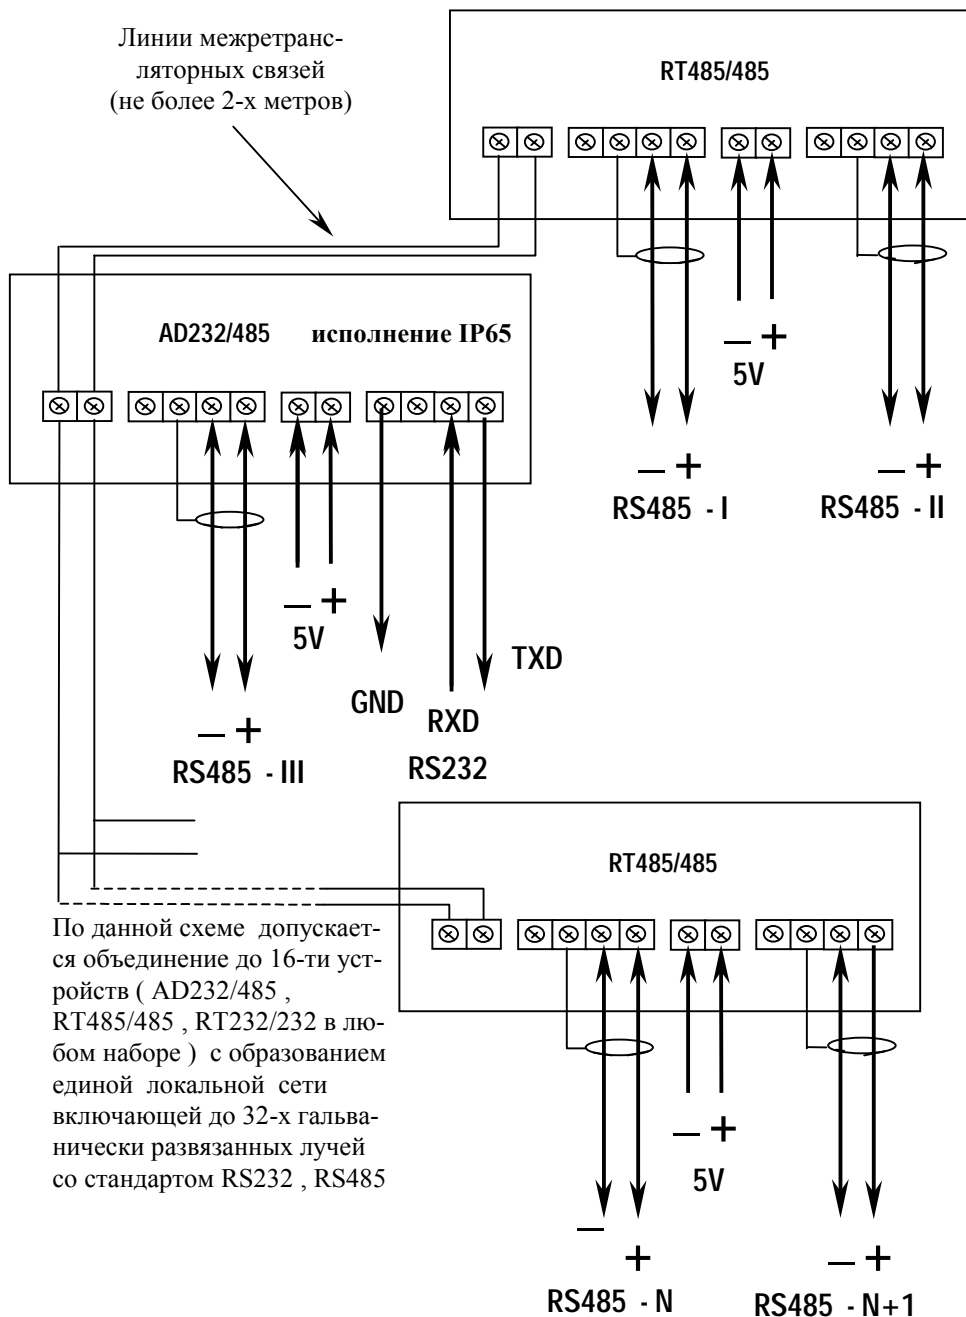 Линии межретранс-
ляторных связей
(не более 2-х метров)
RT485/485
– +
5V
– +
RS485 - I
– +
RS485 - II
AD232/485 исполнение IP65
– +
5V
– +
RS485 - III
GND
RXD
TXD
RS232
RT485/485
– +
5V
– +
RS485 - N
– +
RS485 - N+1
По данной схеме допускает-
ся объединение до 16-ти уст-
ройств ( AD232/485 ,
RT485/485 , RT232/232 в лю-
бом наборе ) с образованием
единой локальной сети
включающей до 32-х гальва-
нически развязанных лучей
со стандартом RS232 , RS485